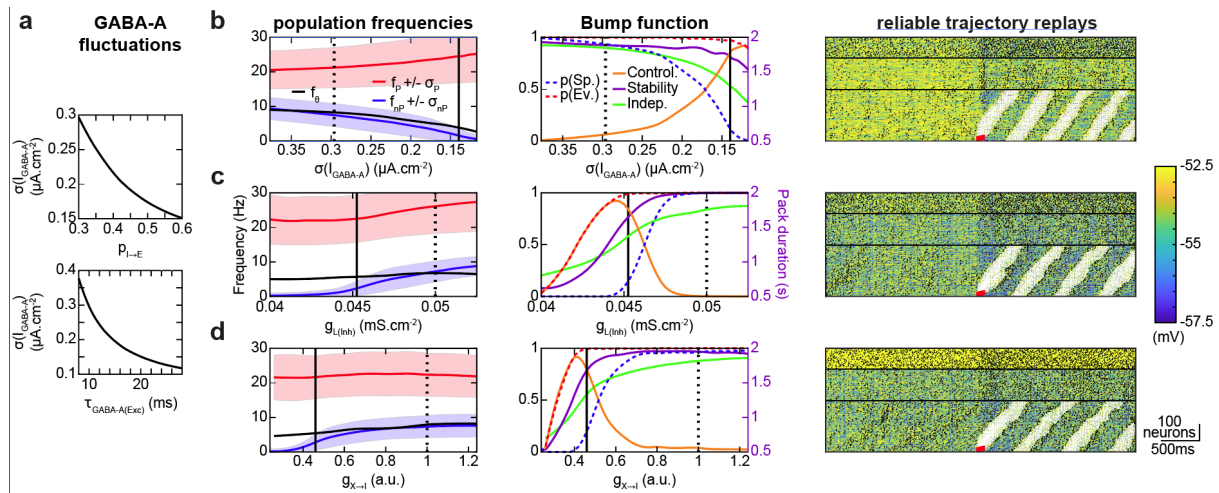 a
GABA-A
fluctuations
0.3
0.25
0.2
0.15
σ(I_GABA-A)
(µA.cm⁻²)
0.3 0.4 0.5 0.6
p_I→E
0.4
0.3
0.2
0.1
σ(I_GABA-A)
(µA.cm⁻²)
10 20
τ_GABA-A(Exc) (ms)
b
population frequencies
Bump function
reliable trajectory replays
30
20
10
0
f_θ
f_P +/- σ_P
f_nP +/- σ_nP
0.35 0.3 0.25 0.2 0.15
σ(I_GABA-A) (µA.cm⁻²)
1
0.5
0
p(Sp.)
p(Ev.)
Control.
Stability
Indep.
2
1.5
1
0.5
0.35 0.3 0.25 0.2 0.15
σ(I_GABA-A) (µA.cm⁻²)
c
Frequency (Hz)
30
20
10
0
0.04 0.045 0.05
g_L(Inh) (mS.cm⁻²)
1
0.5
0
0.04 0.045 0.05
g_L(Inh) (mS.cm⁻²)
2
1.5
1
0.5
Pack duration (s)
d
30
20
10
0
0.4 0.6 0.8 1 1.2
g_X→I (a.u.)
1
0.5
0
0.4 0.6 0.8 1 1.2
g_X→I (a.u.)
2
1.5
1
0.5
-52.5
-55
-57.5
(mV)
100
neurons
500ms